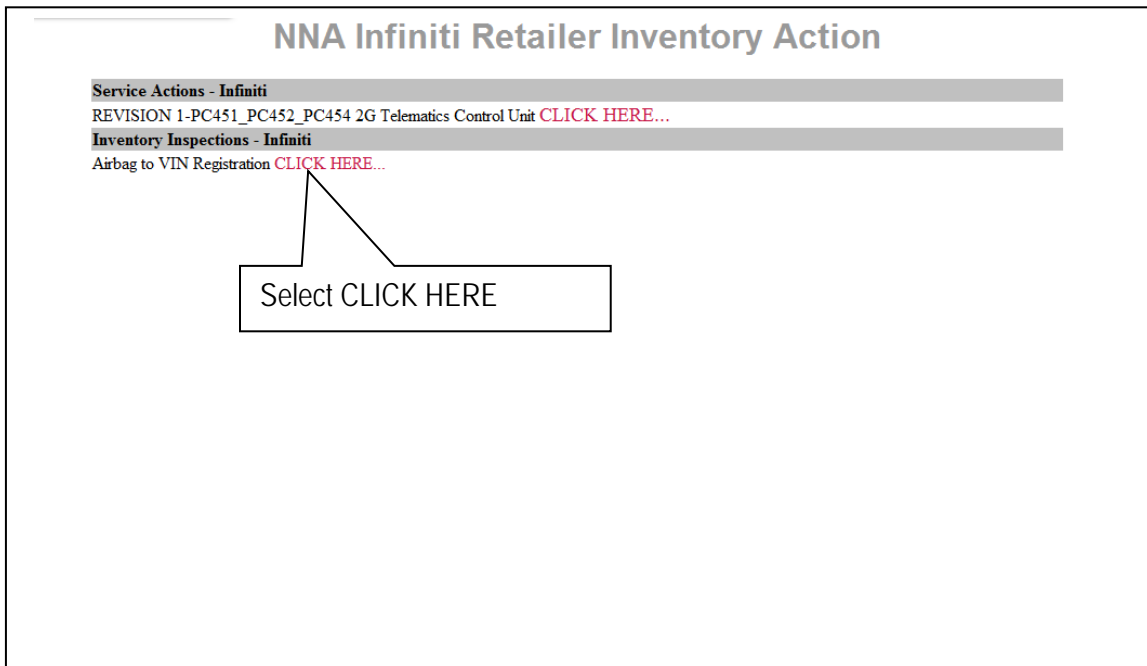 NNA Infiniti Retailer Inventory Action
Service Actions - Infiniti
REVISION 1-PC451_PC452_PC454 2G Telematics Control Unit CLICK HERE...
Inventory Inspections - Infiniti
Airbag to VIN Registration CLICK HERE...
Select CLICK HERE